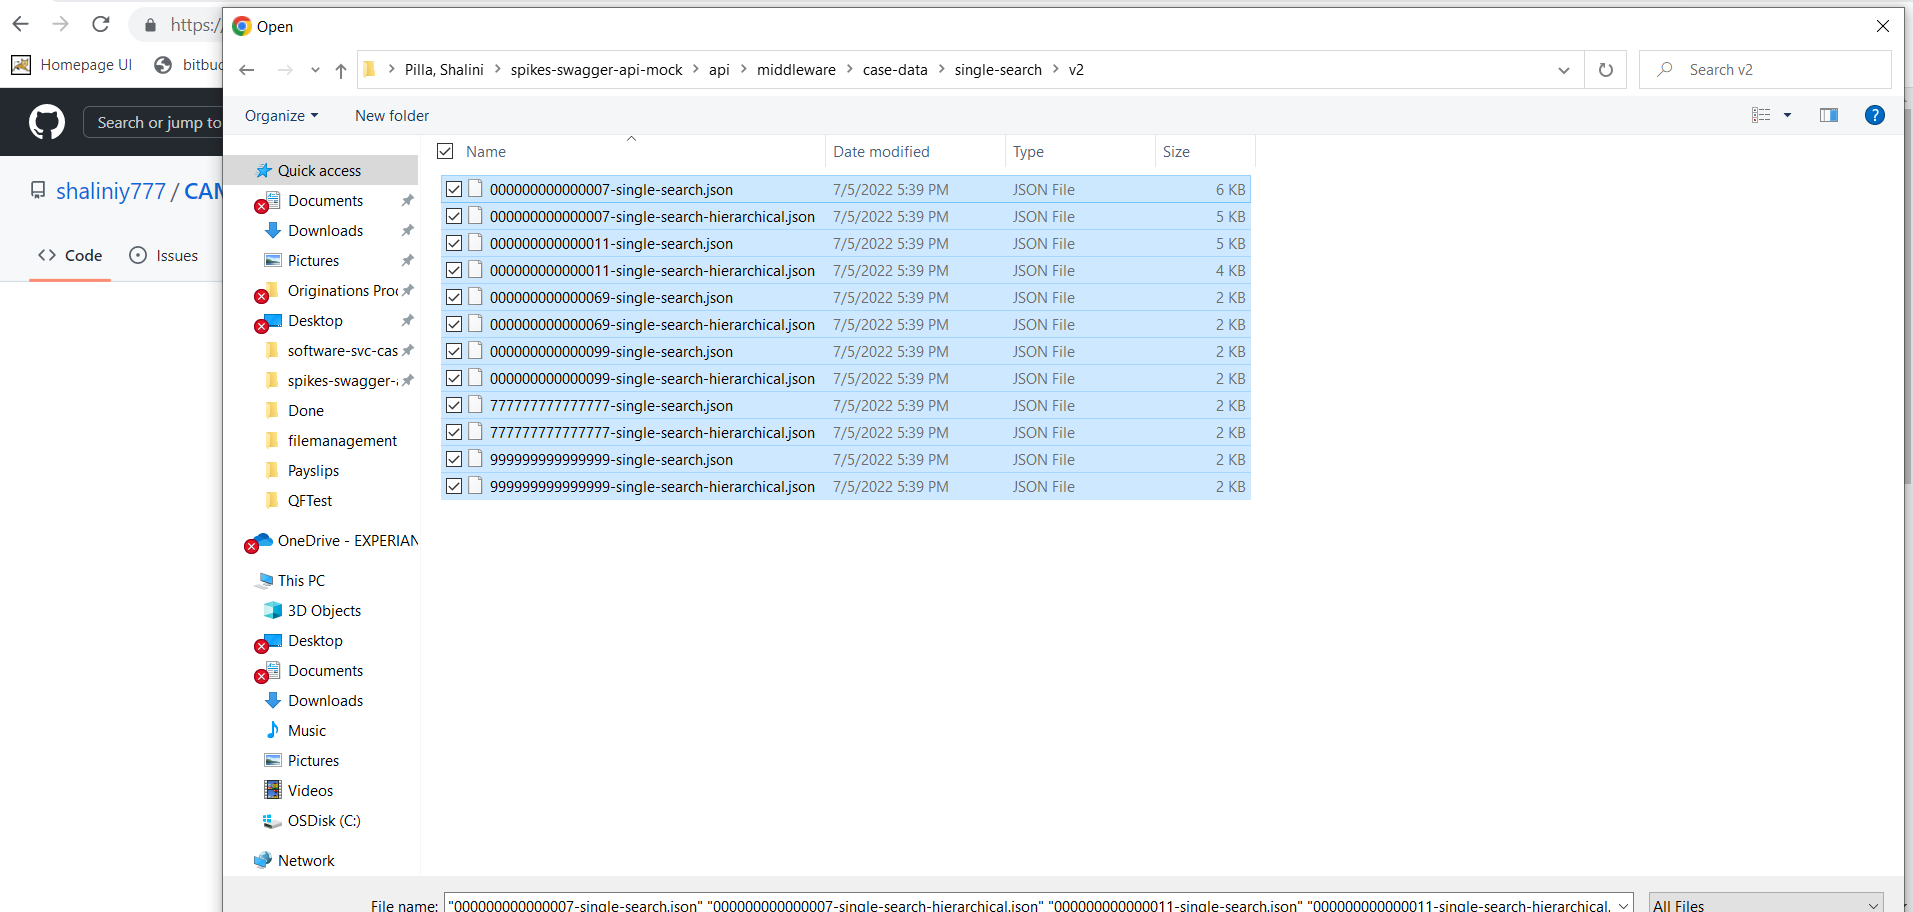 Open
https:/
Homepage UI
bitbuc
Pilla, Shalini > spikes-swagger-api-mock > api > middleware > case-data > single-search > v2
Search v2
Organize
New folder
Search or jump to
shaliniy777 / CAM
Code
Issues
Name
Date modified
Type
Size
Quick access
Documents
Downloads
Pictures
Originations Proc
Desktop
software-svc-cas
spikes-swagger-a
Done
filemanagement
Payslips
QFTest
OneDrive - EXPERIAN
This PC
3D Objects
Desktop
Documents
Downloads
Music
Pictures
Videos
OSDisk (C:)
Network
000000000000007-single-search.json 7/5/2022 5:39 PM JSON File 6 KB
000000000000007-single-search-hierarchical.json 7/5/2022 5:39 PM JSON File 5 KB
000000000000011-single-search.json 7/5/2022 5:39 PM JSON File 5 KB
000000000000011-single-search-hierarchical.json 7/5/2022 5:39 PM JSON File 4 KB
000000000000069-single-search.json 7/5/2022 5:39 PM JSON File 2 KB
000000000000069-single-search-hierarchical.json 7/5/2022 5:39 PM JSON File 2 KB
000000000000099-single-search.json 7/5/2022 5:39 PM JSON File 2 KB
000000000000099-single-search-hierarchical.json 7/5/2022 5:39 PM JSON File 2 KB
777777777777777-single-search.json 7/5/2022 5:39 PM JSON File 2 KB
777777777777777-single-search-hierarchical.json 7/5/2022 5:39 PM JSON File 2 KB
999999999999999-single-search.json 7/5/2022 5:39 PM JSON File 2 KB
999999999999999-single-search-hierarchical.json 7/5/2022 5:39 PM JSON File 2 KB
File name:
"000000000000007-single-search.json" "000000000000007-single-search-hierarchical.json" "000000000000011-single-search.json" "000000000000011-single-search-hierarchical.
All Files